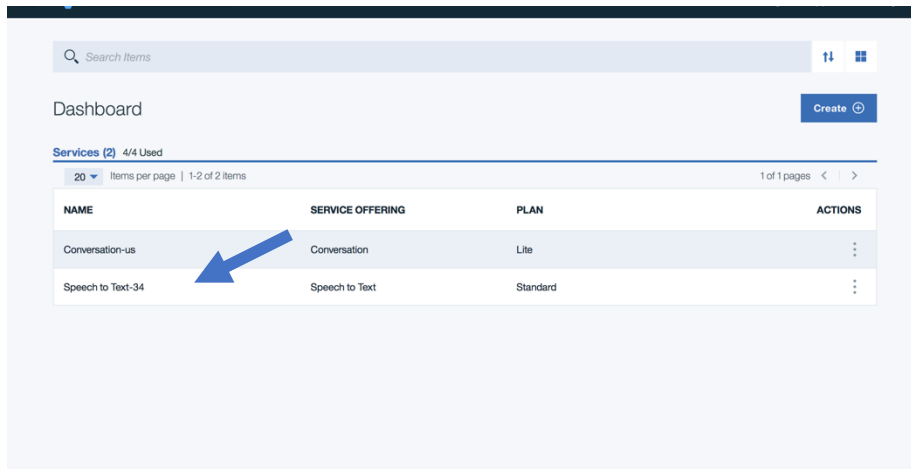 Search Items
Dashboard
Create
Services (2) 4/4 Used
20 Items per page | 1-2 of 2 items 1 of 1 pages
NAME SERVICE OFFERING PLAN ACTIONS
Conversation-us Conversation Lite
Speech to Text-34 Speech to Text Standard